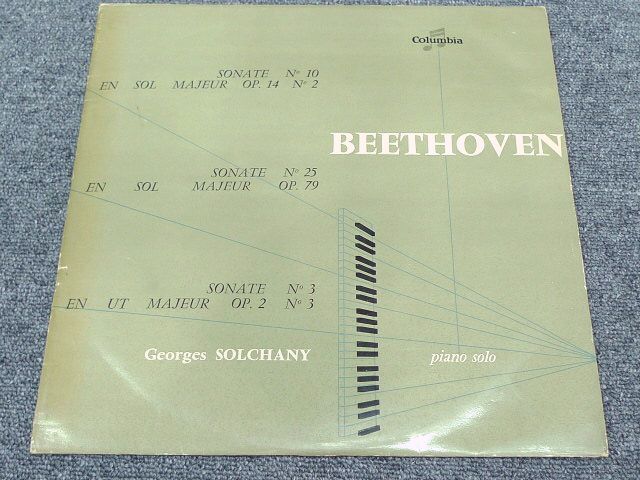 Columbia
SONATE Nº 10
EN SOL MAJEUR OP. 14 Nº 2
BEETHOVEN
SONATE Nº 25
EN SOL MAJEUR OP. 79
SONATE Nº 3
EN UT MAJEUR OP. 2 Nº 3
Georges SOLCHANY
piano solo